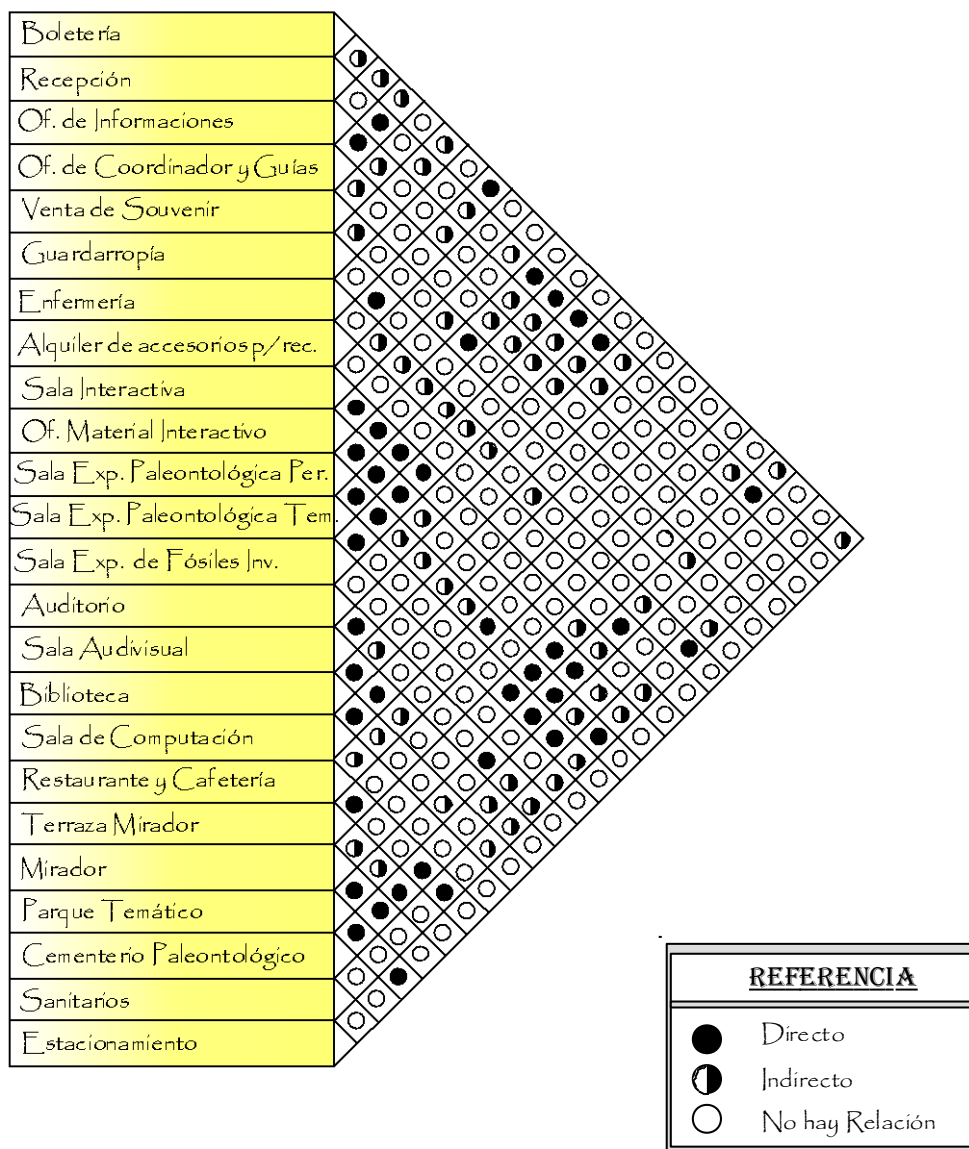 Boletería
Recepción
Of. de Informaciones
Of. de Coordinador y Guías
Venta de Souvenir
Guardarropía
Enfermería
Alquiler de accesorios p/rec.
Sala Interactiva
Of. Material Interactivo
Sala Exp. Paleontológica Per.
Sala Exp. Paleontológica Tem.
Sala Exp. de Fósiles Inv.
Auditorio
Sala Audivisual
Biblioteca
Sala de Computación
Restaurante y Cafetería
Terraza Mirador
Mirador
Parque Temático
Cementerio Paleontológico
Sanitarios
Estacionamiento
REFERENCIA
Directo
Indirecto
No hay Relación